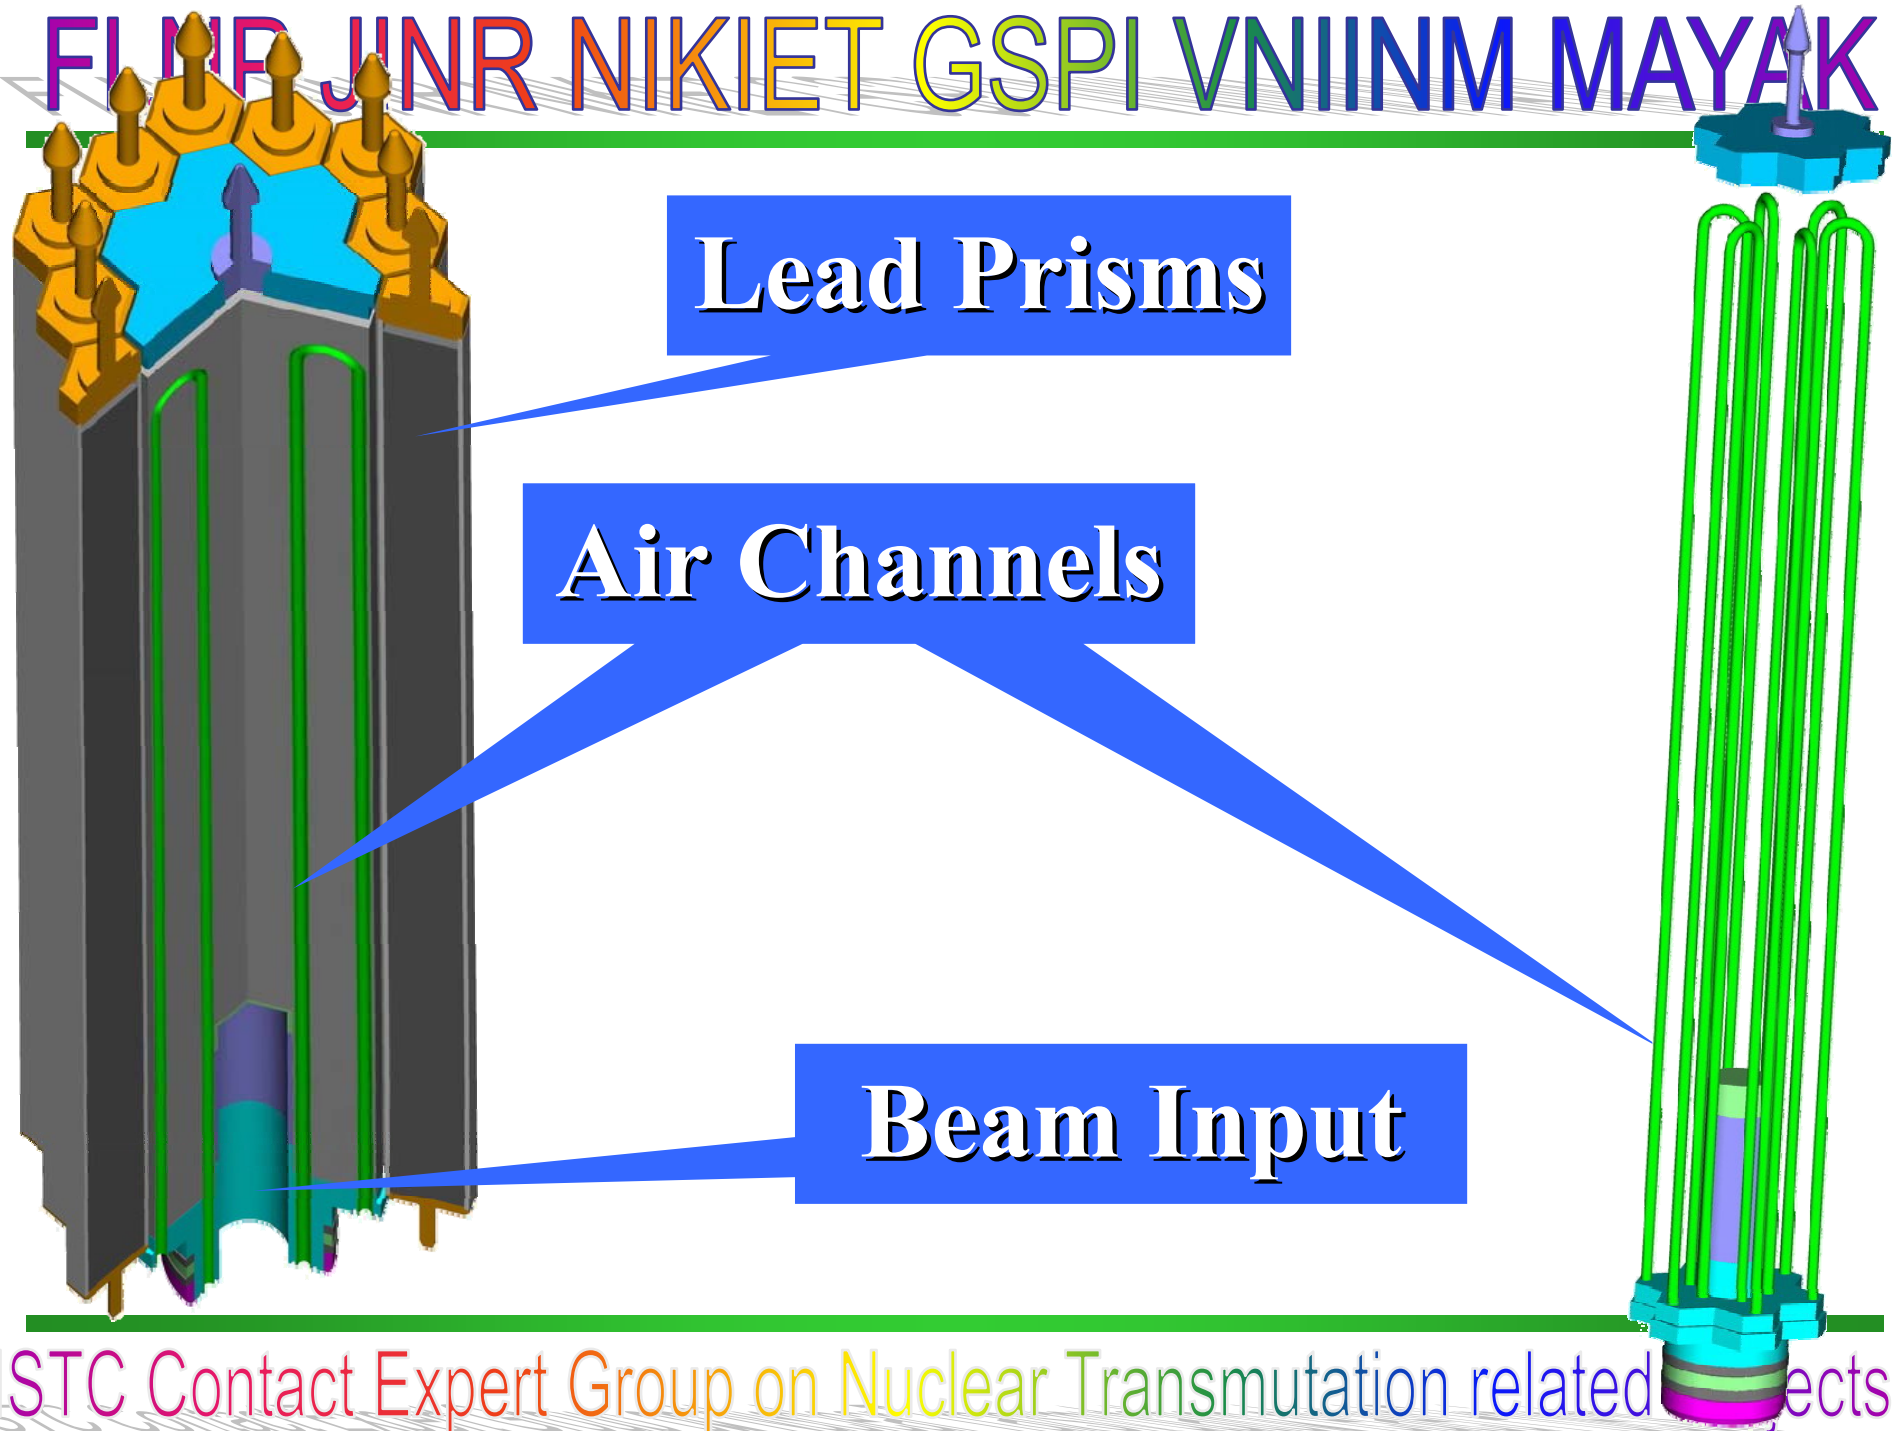 FLNP JINR NIKIET GSPI VNIINM MAYAK
Lead Prisms
Air Channels
Beam Input
STC Contact Expert Group on Nuclear Transmutation related